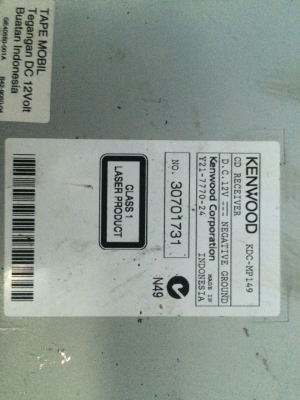 TAPE MOBIL
Tegangan DC 12Volt
Buatan Indonesia
KENWOOD KDC-MP149
CD RECEIVER
D.C.12V NEGATIVE GROUND
Kenwood Corporation MADE IN INDONESIA
Y21-7770-24
NO. 30701731
N49
CLASS 1
LASER PRODUCT